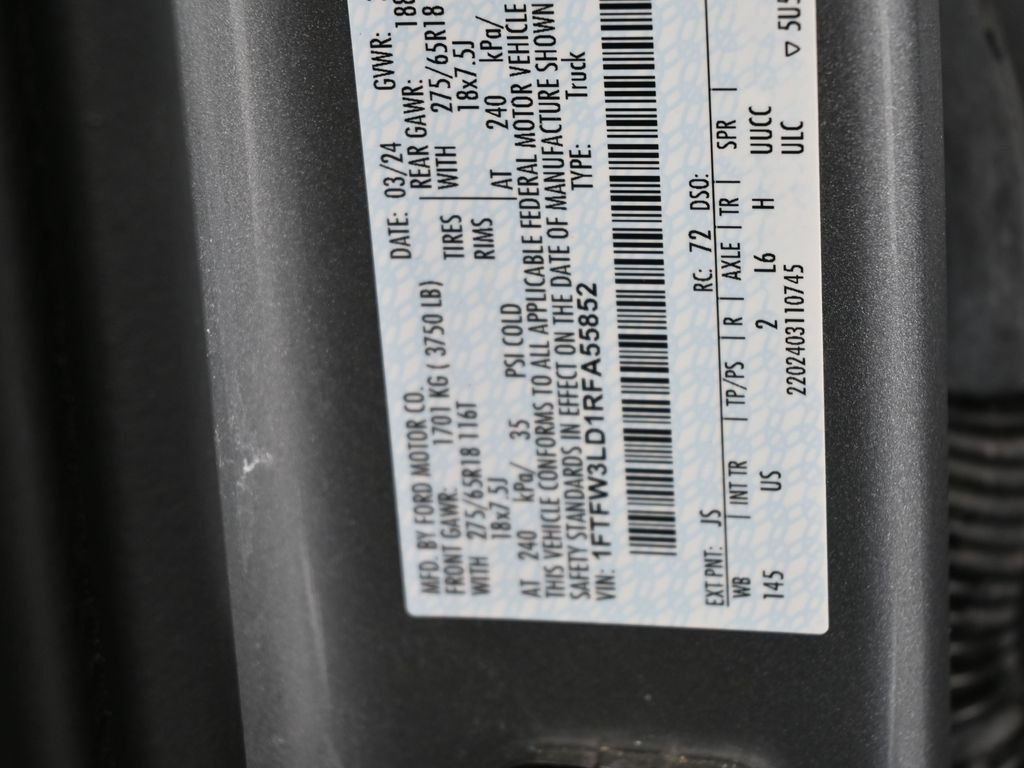 MFD. BY FORD MOTOR CO.
DATE: 03/24 GVWR:
FRONT GAWR: 1701 KG ( 3750 LB) REAR GAWR: 188
WITH 275/65R18 116T TIRES WITH 275/65R18
18x7.5J RIMS 18x7.5J
AT 240 kPa/ 35 PSI COLD AT 240 kPa/
THIS VEHICLE CONFORMS TO ALL APPLICABLE FEDERAL MOTOR VEHICLE
SAFETY STANDARDS IN EFFECT ON THE DATE OF MANUFACTURE SHOWN
VIN: 1FTFW3LD1RFA55852 TYPE: Truck
EXT PNT: JS RC: 72 DSO:
WB | INT TR | TP/PS | R | AXLE | TR | SPR |
145 US 2 L6 H UUCC
2202403110745 ULC ▽ 5U5